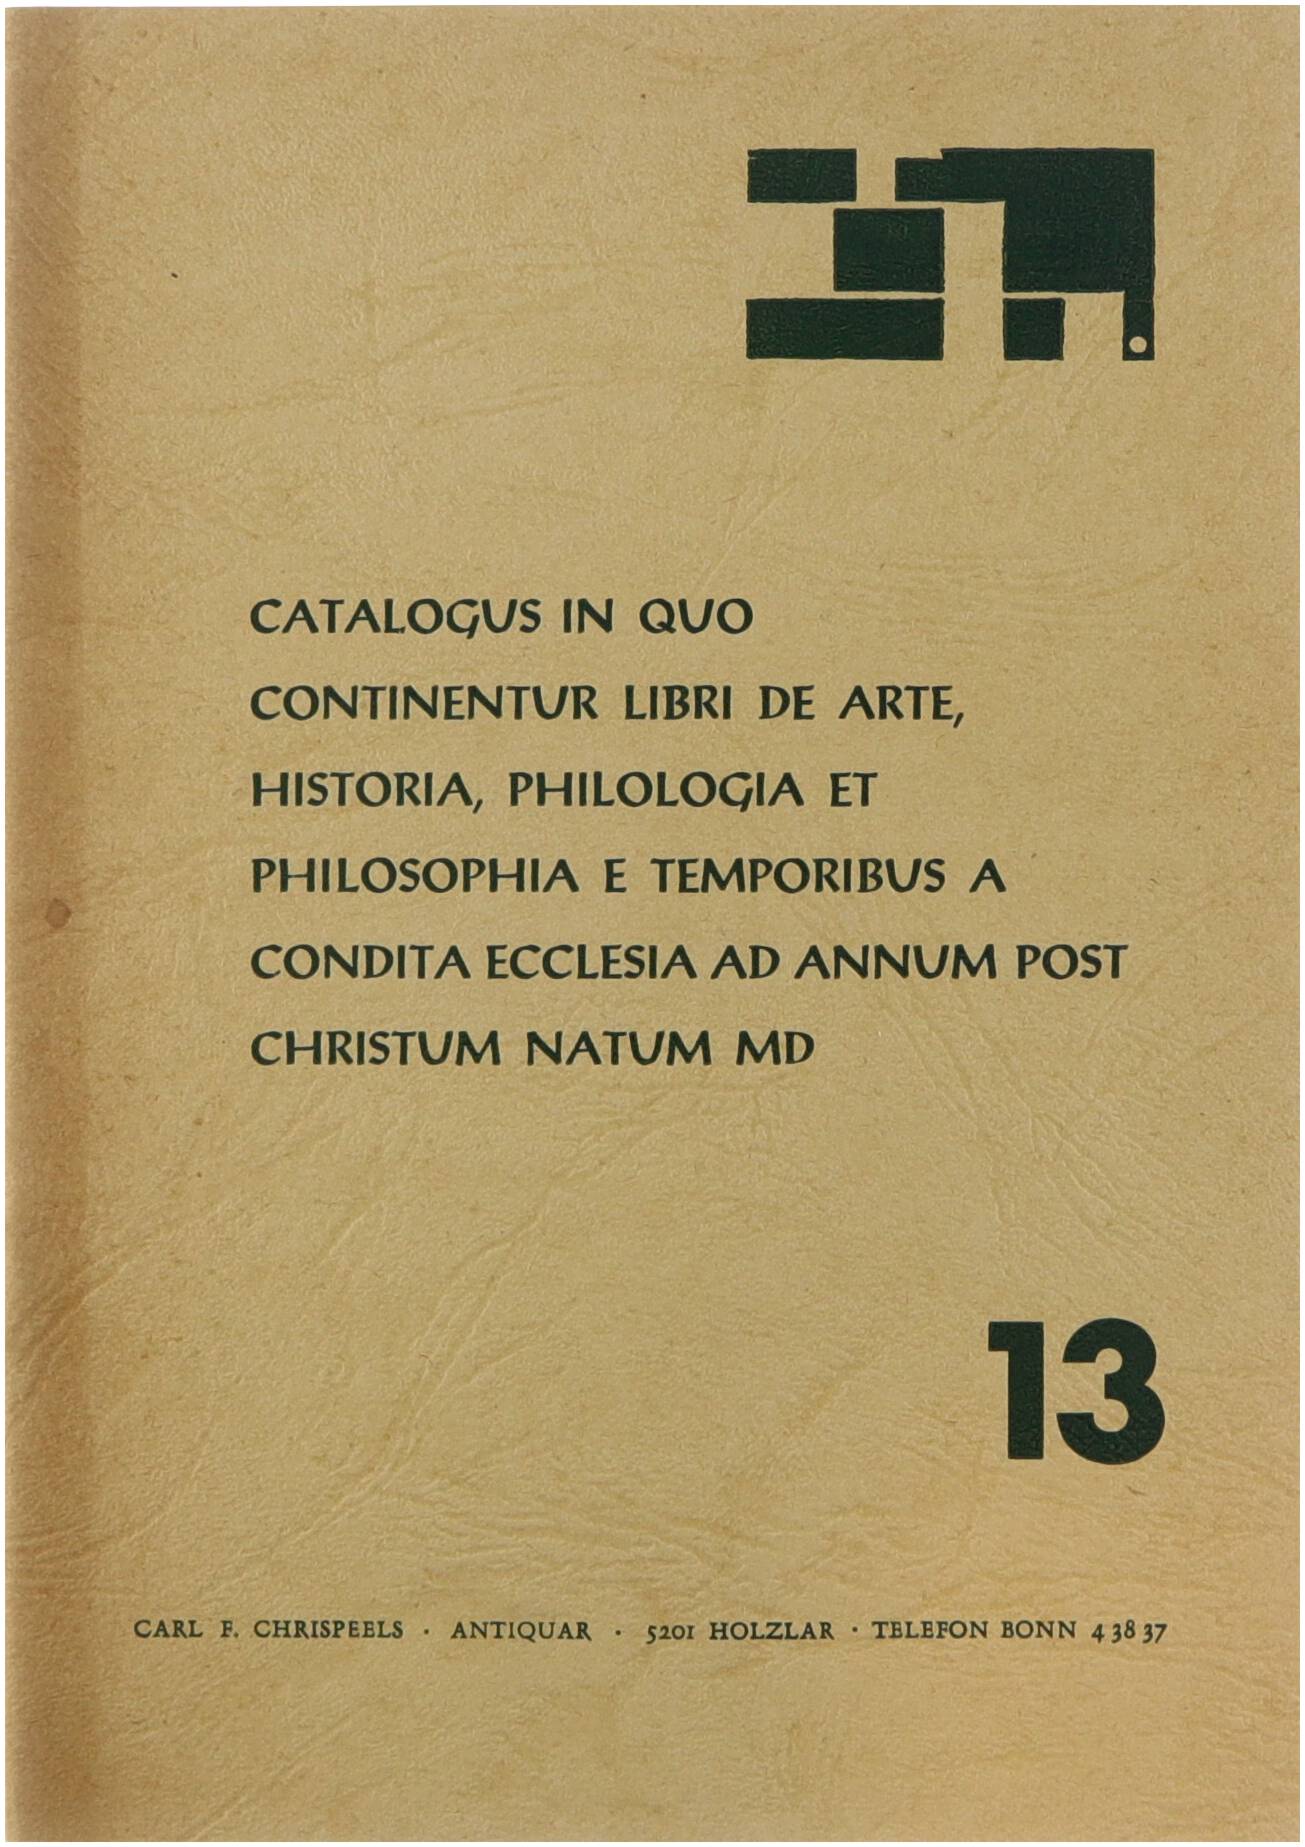 CATALOGUS IN QUO
CONTINENTUR LIBRI DE ARTE,
HISTORIA, PHILOLOGIA ET
PHILOSOPHIA E TEMPORIBUS A
CONDITA ECCLESIA AD ANNUM POST
CHRISTUM NATUM MD
13
CARL F. CHRISPEELS · ANTIQUAR · 5201 HOLZLAR · TELEFON BONN 4 38 37